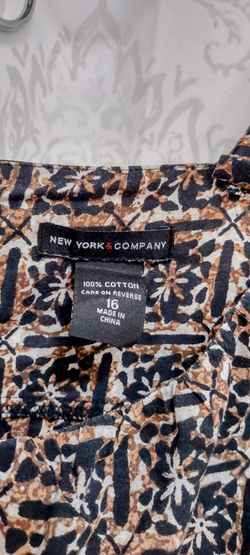 NEW YORK & COMPANY
100% COTTON
CARE ON REVERSE
16
MADE IN
CHINA